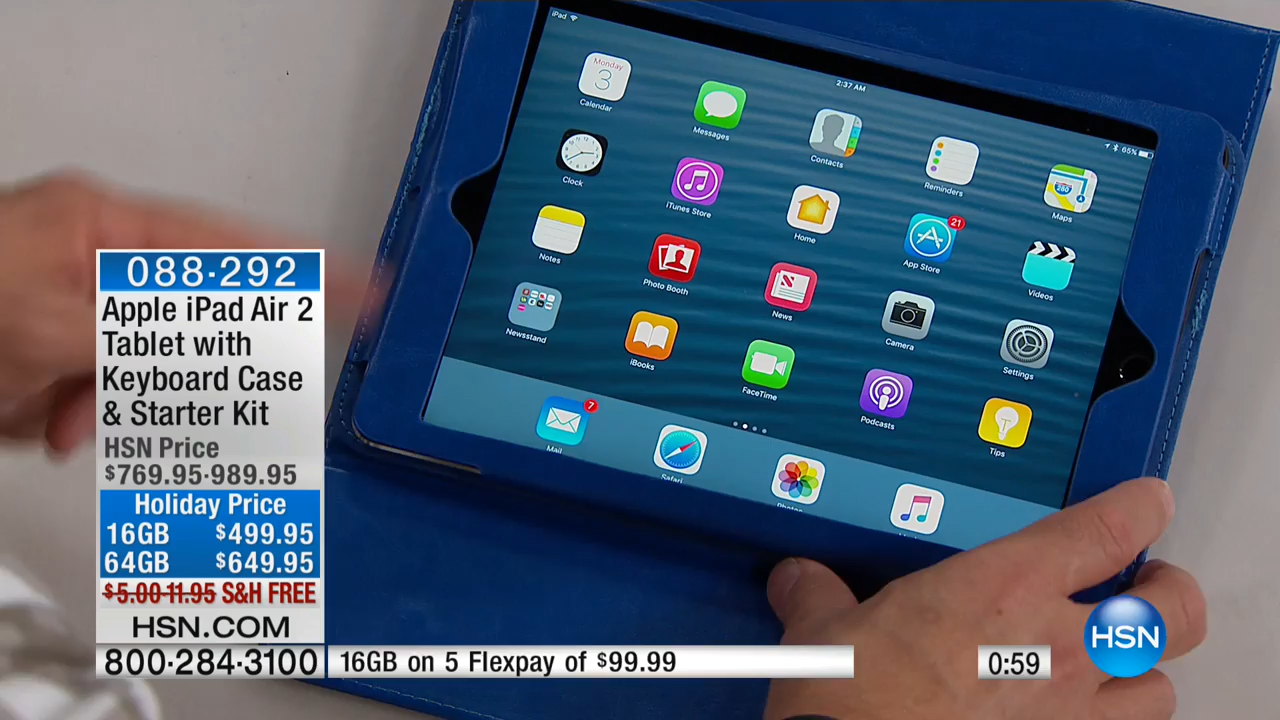 iPad
2:37 AM
65%
Monday
3
Calendar
Messages
Contacts
Reminders
280
Maps
Clock
iTunes Store
Home
21
App Store
Videos
Notes
Photo Booth
News
Camera
Settings
Newsstand
iBooks
FaceTime
Podcasts
Tips
7
Mail
Safari
Photos
088-292
Apple iPad Air 2
Tablet with
Keyboard Case
& Starter Kit
HSN Price
$769.95-989.95
Holiday Price
16GB $499.95
64GB $649.95
$5.00-11.95 S&H FREE
HSN.COM
800-284-3100
16GB on 5 Flexpay of $99.99
0:59
HSN